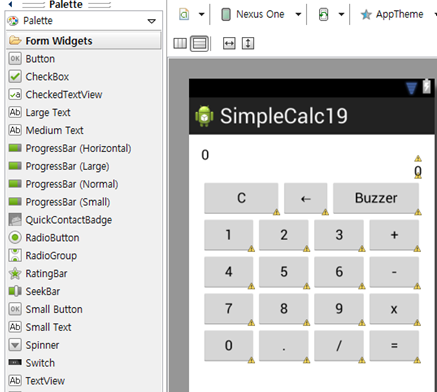 Palette
Palette
Form Widgets
OK Button
CheckBox
a CheckedTextView
Ab Large Text
Ab Medium Text
ProgressBar (Horizontal)
ProgressBar (Large)
ProgressBar (Normal)
ProgressBar (Small)
QuickContactBadge
RadioButton
RadioGroup
RatingBar
SeekBar
OK Small Button
Ab Small Text
Spinner
Switch
Ab TextView
Nexus One
AppTheme
SimpleCalc19
0
0
C ← Buzzer
1 2 3 +
4 5 6 -
7 8 9 x
0 . / =